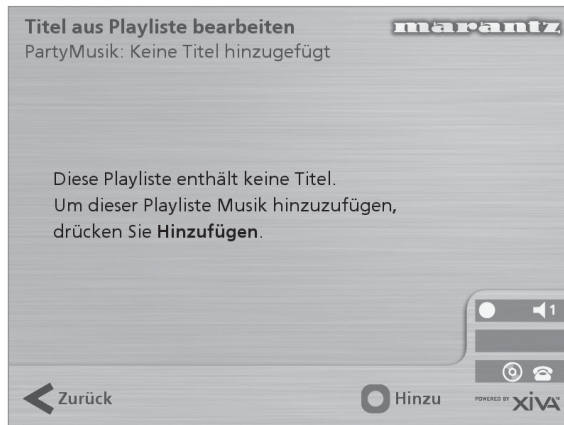 Titel aus Playliste bearbeiten
marantz
PartyMusik: Keine Titel hinzugefügt
Diese Playliste enthält keine Titel.
Um dieser Playliste Musik hinzuzufügen,
drücken Sie Hinzufügen.
1
Zurück
Hinzu
POWERED BY XiVA